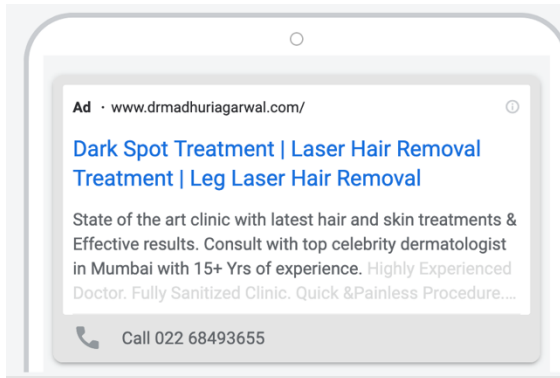 Ad · www.drmadhuriagarwal.com/
Dark Spot Treatment | Laser Hair Removal
Treatment | Leg Laser Hair Removal
State of the art clinic with latest hair and skin treatments &
Effective results. Consult with top celebrity dermatologist
in Mumbai with 15+ Yrs of experience. Highly Experienced
Doctor. Fully Sanitized Clinic. Quick &Painless Procedure....
Call 022 68493655